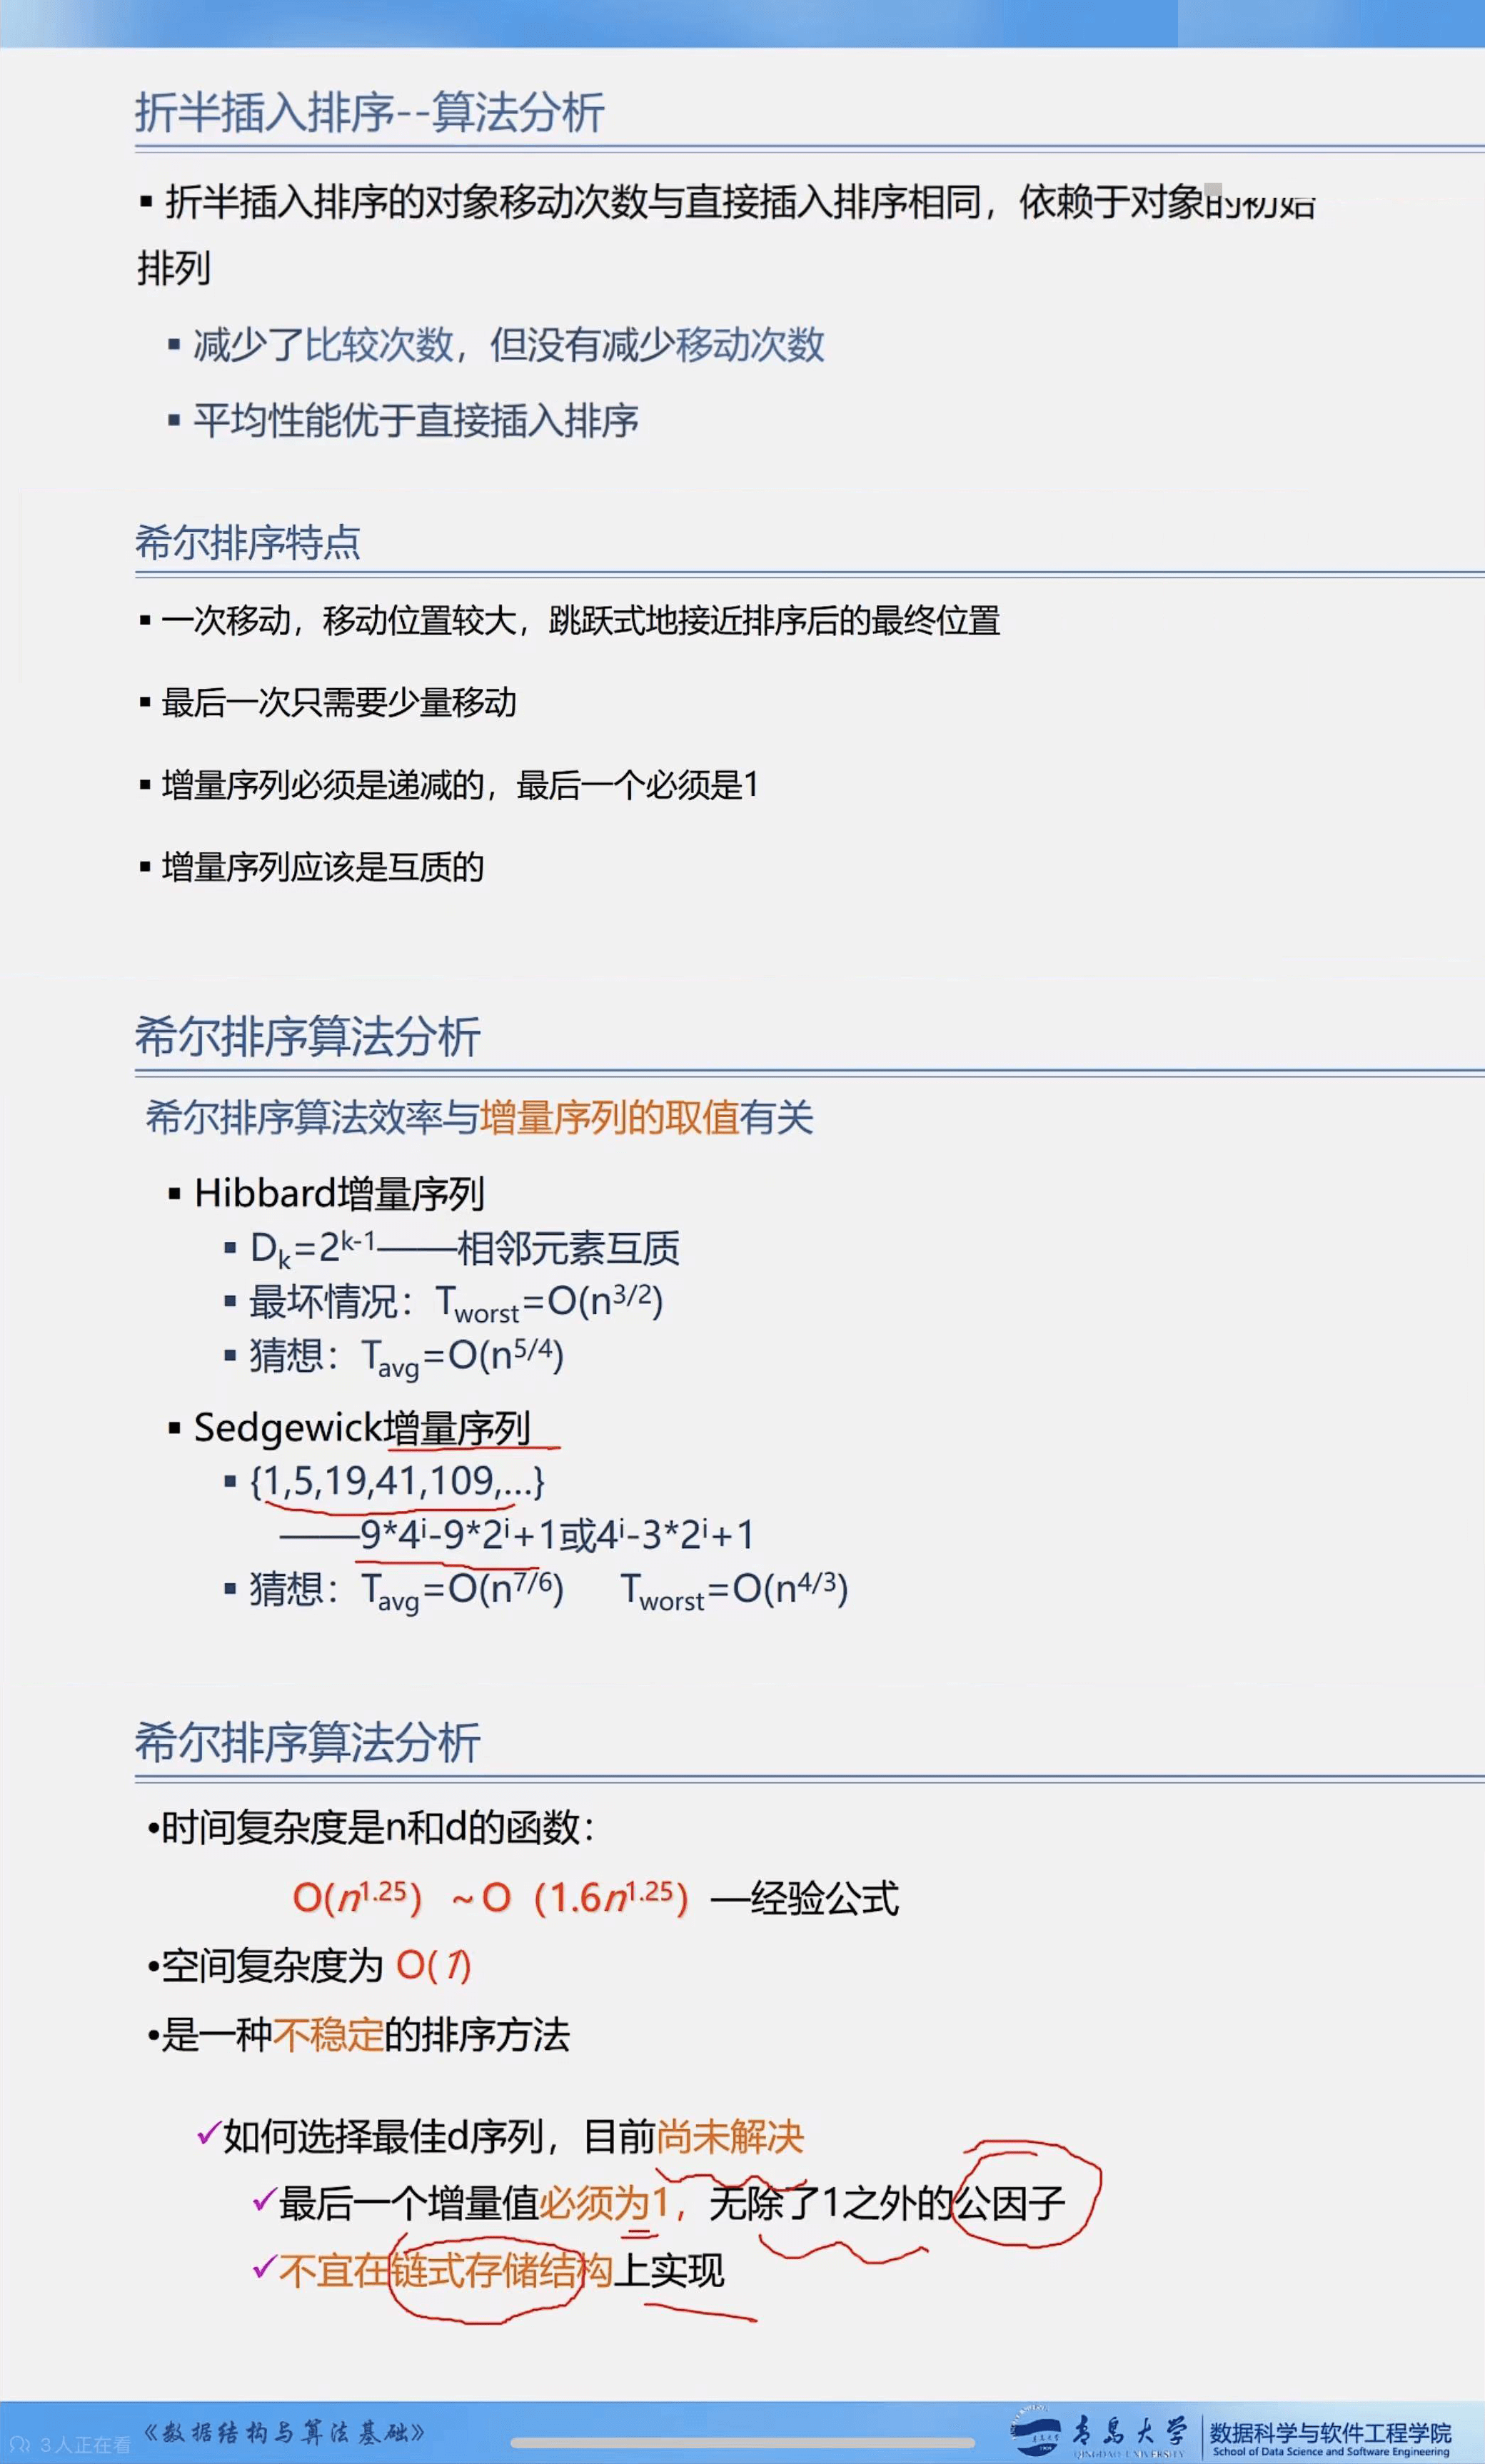 折半插入排序--算法分析
▪ 折半插入排序的对象移动次数与直接插入排序相同，依赖于对象的初始
排列
▪ 减少了比较次数，但没有减少移动次数
▪ 平均性能优于直接插入排序
希尔排序特点
▪ 一次移动，移动位置较大，跳跃式地接近排序后的最终位置
▪ 最后一次只需要少量移动
▪ 增量序列必须是递减的，最后一个必须是1
▪ 增量序列应该是互质的
希尔排序算法分析
希尔排序算法效率与增量序列的取值有关
▪ Hibbard增量序列
▪ Dₖ=2ᵏ⁻¹——相邻元素互质
▪ 最坏情况：T_worst=O(n^3/2)
▪ 猜想：T_avg=O(n^5/4)
▪ Sedgewick增量序列
▪ {1,5,19,41,109,...}
——9*4ⁱ-9*2ⁱ+1或4ⁱ-3*2ⁱ+1
▪ 猜想：T_avg=O(n^7/6) T_worst=O(n^4/3)
希尔排序算法分析
•时间复杂度是n和d的函数：
O(n^1.25）~O（1.6n^1.25）—经验公式
•空间复杂度为 O(1)
•是一种不稳定的排序方法
✓如何选择最佳d序列，目前尚未解决
✓最后一个增量值必须为1，无除了1之外的公因子
✓不宜在链式存储结构上实现
3人正在看
《数据结构与算法基础》
青岛大学
QINGDAO UNIVERSITY
数据科学与软件工程学院
School of Data Science and Software Engineering